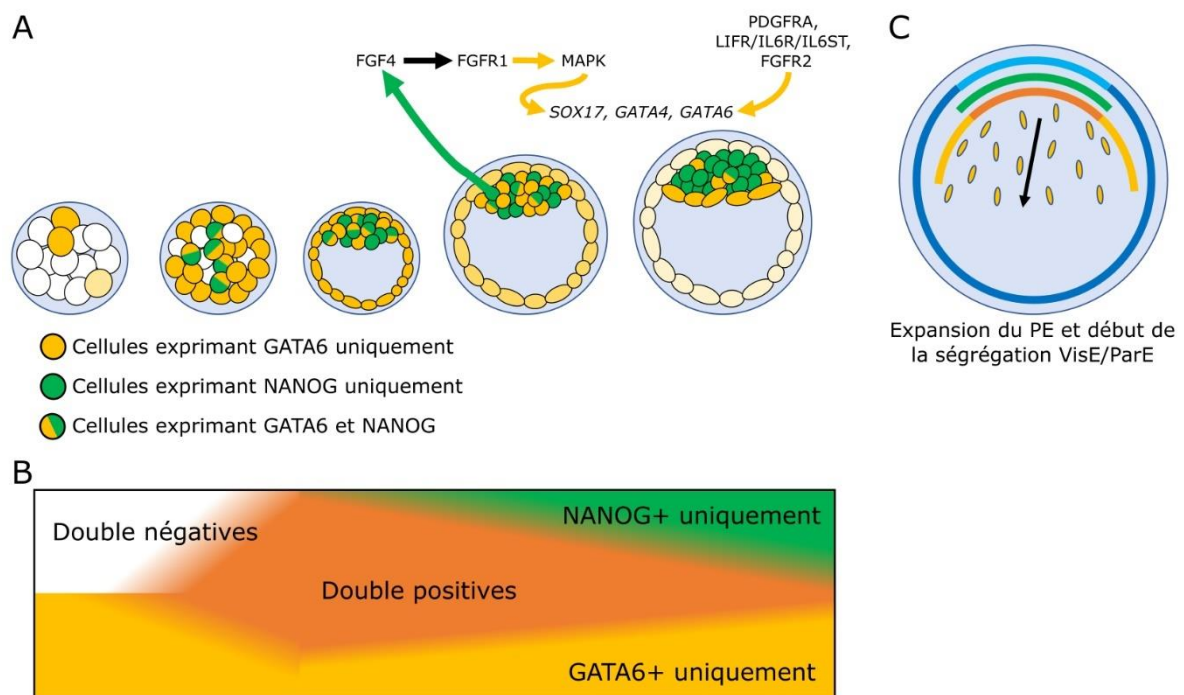 A
FGF4
FGFR1
MAPK
PDGFRA,
LIFR/IL6R/IL6ST,
FGFR2
SOX17, GATA4, GATA6
Cellules exprimant GATA6 uniquement
Cellules exprimant NANOG uniquement
Cellules exprimant GATA6 et NANOG
C
Expansion du PE et début de
la ségrégation VisE/ParE
B
Double négatives
NANOG+ uniquement
Double positives
GATA6+ uniquement